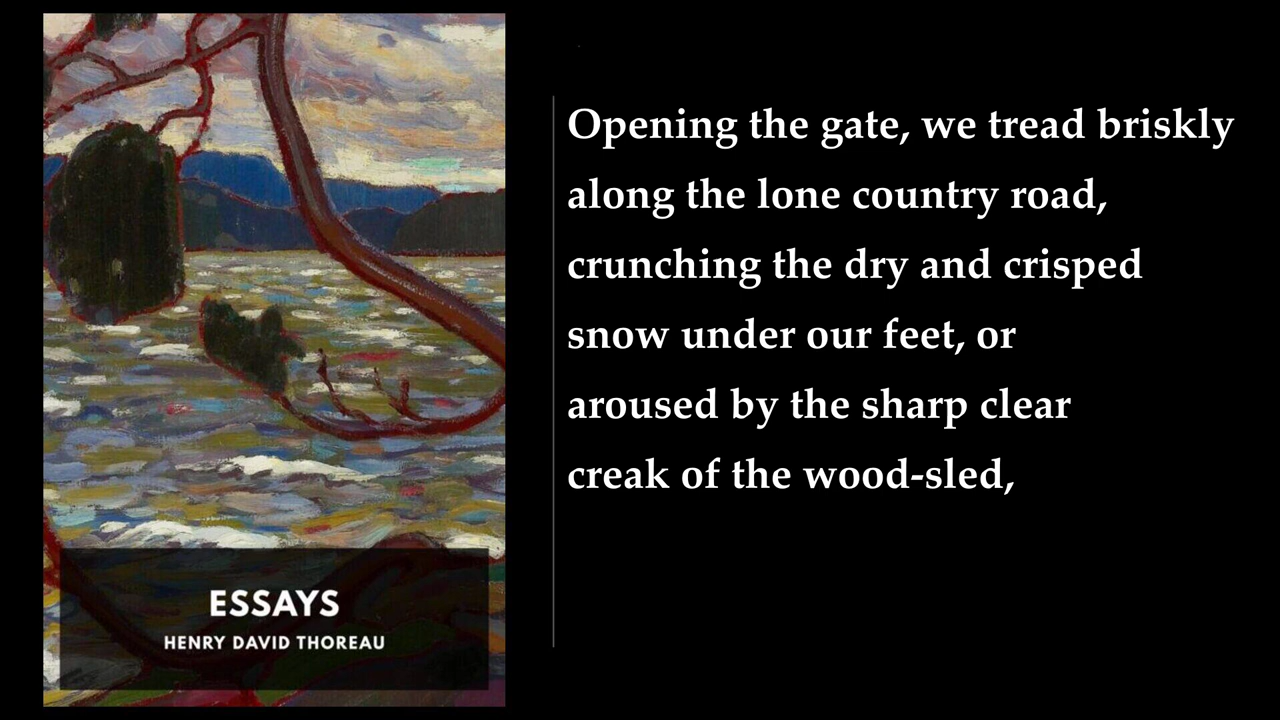 ESSAYS
HENRY DAVID THOREAU
Opening the gate, we tread briskly
along the lone country road,
crunching the dry and crisped
snow under our feet, or
aroused by the sharp clear
creak of the wood-sled,